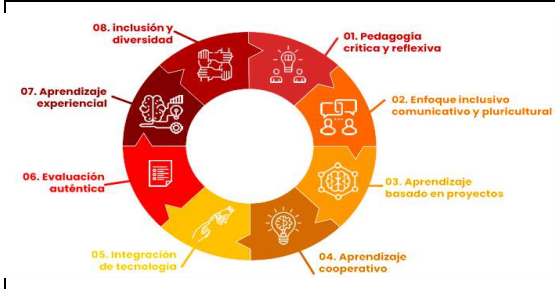 08. inclusión y
diversidad
01. Pedagogía
crítica y reflexiva
07. Aprendizaje
experiencial
02. Enfoque inclusivo
comunicativo y pluricultural
06. Evaluación
auténtica
03. Aprendizaje
basado en proyectos
05. Integración
de tecnología
04. Aprendizaje
cooperativo